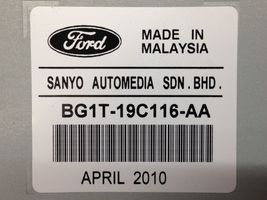 Ford
MADE IN
MALAYSIA
SANYO AUTOMEDIA SDN . BHD .
BG1T-19C116-AA
APRIL 2010